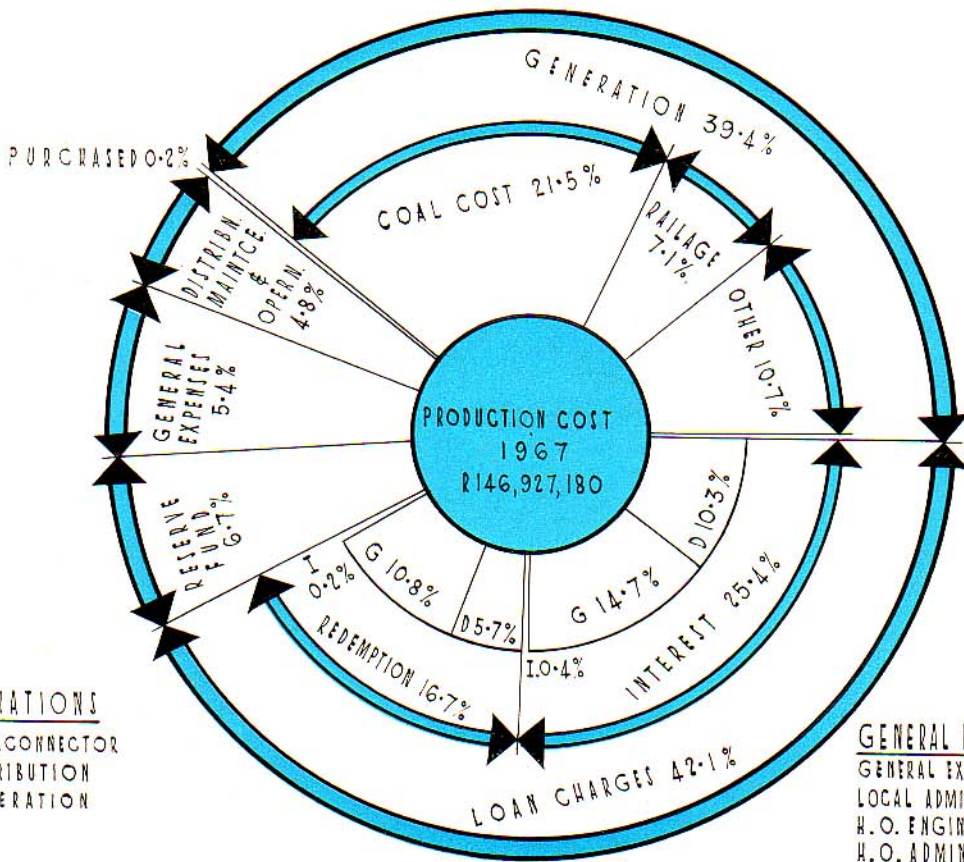 GENERATION 39·4%
PURCHASED 0·2%
COAL COST 21·5%
RAILAGE
7·1%.
OTHER 10·7%
DISTRIBN.
MAINTCE.
&
OPERN.
4·8%
GENERAL
EXPENSES
5·4%
RESERVE
FUND
6·7%
PRODUCTION COST
1967
R146,927,180
I
0·2%
G 10·8%
D 5·7%
I.0·4%
G 14·7%
D 10·3%
REDEMPTION 16·7%
INTEREST 25·4%
LOAN CHARGES 42·1%
RATIONS
CONNECTOR
RIBUTION
ERATION
GENERAL
GENERAL EX
LOCAL ADMI
H.O. ENGIN
H.O. ADMIN